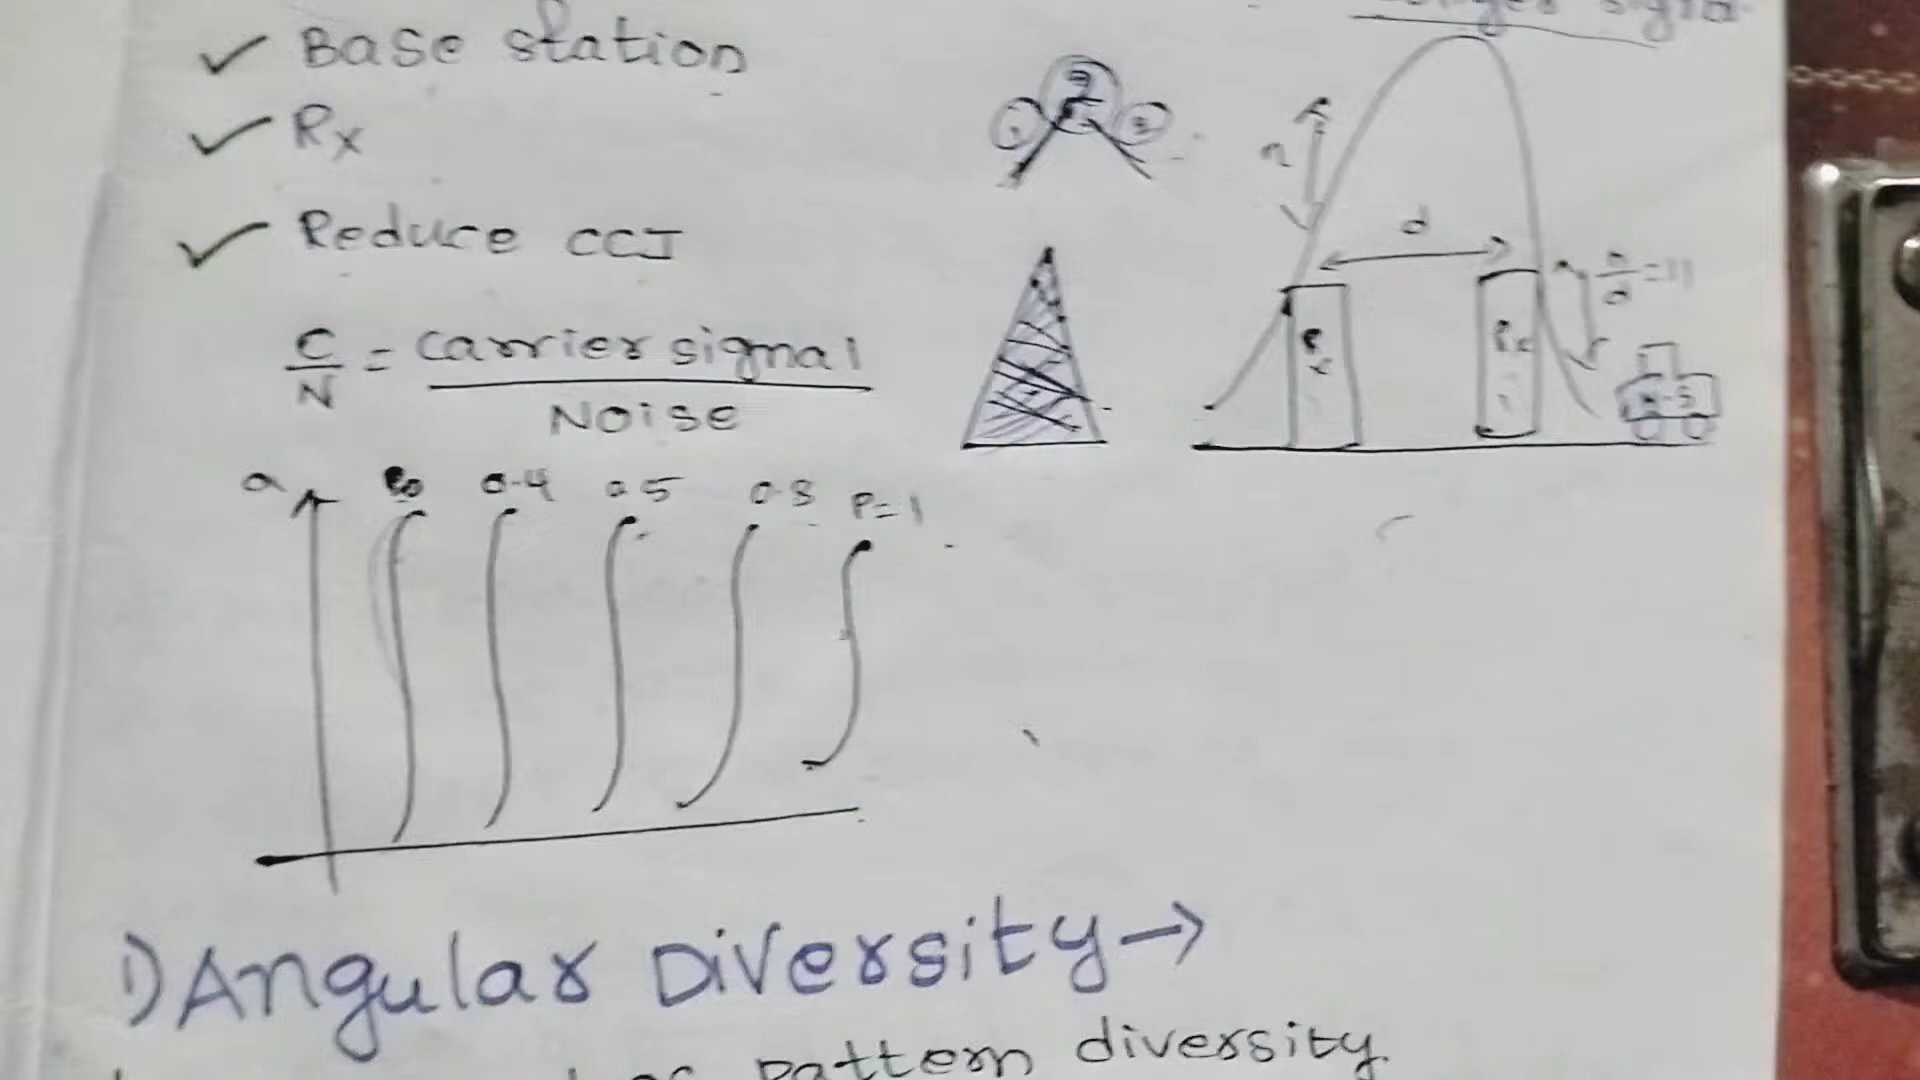 ✓ Base station
✓ Rx
✓ Reduce CCI
C/N = carrier signal / Noise
h
d
h/d = 11
Rx
Rx
M-S
a
0.4
0.5
0.8
P=1
1) Angular Diversity →
pattern diversity.